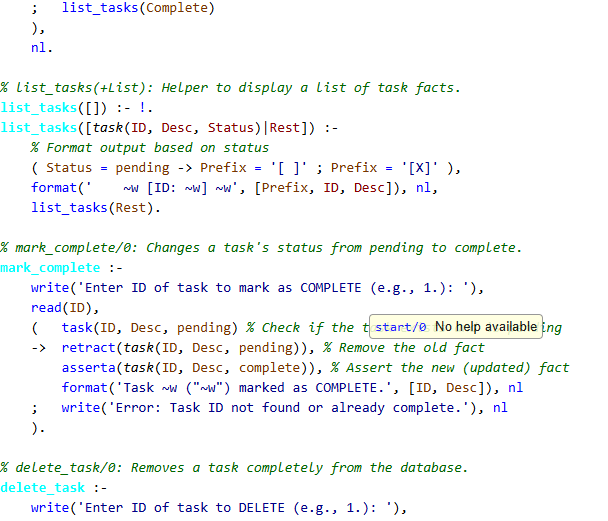 ;   list_tasks(Complete)
    ),
    nl.

% list_tasks(+List): Helper to display a list of task facts.
list_tasks([]) :- !.
list_tasks([task(ID, Desc, Status)|Rest]) :-
    % Format output based on status
    ( Status = pending -> Prefix = '[ ]' ; Prefix = '[X]' ),
    format('    ~w [ID: ~w] ~w', [Prefix, ID, Desc]), nl,
    list_tasks(Rest).

% mark_complete/0: Changes a task's status from pending to complete.
mark_complete :-
    write('Enter ID of task to mark as COMPLETE (e.g., 1.): '),
    read(ID),
    (   task(ID, Desc, pending) % Check if the
start/0 No help available
    ->  retract(task(ID, Desc, pending)), % Remove the old fact
        asserta(task(ID, Desc, complete)), % Assert the new (updated) fact
        format('Task ~w ("~w") marked as COMPLETE.', [ID, Desc]), nl
    ;   write('Error: Task ID not found or already complete.'), nl
    ).

% delete_task/0: Removes a task completely from the database.
delete_task :-
    write('Enter ID of task to DELETE (e.g., 1.): '),